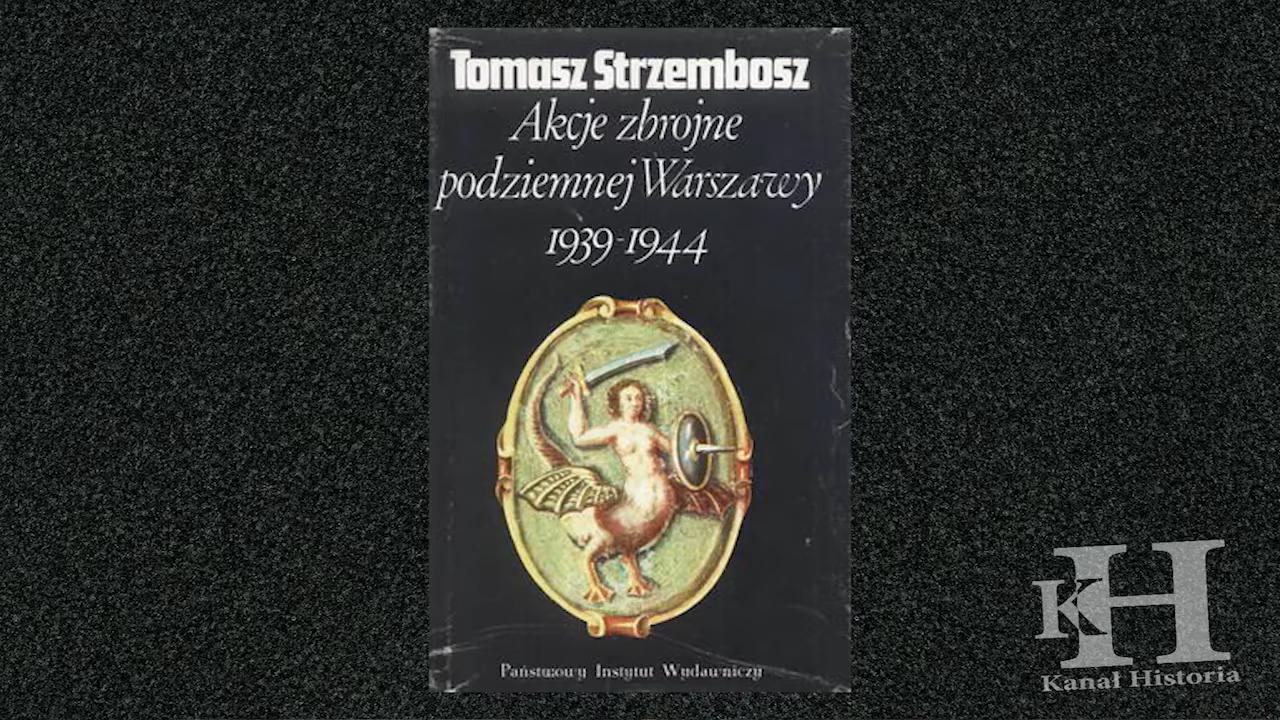 Tomasz Strzembosz
Akcje zbrojne
podziemnej Warszawy
1939-1944
Państwowy Instytut Wydawniczy
KH
Kanał Historia